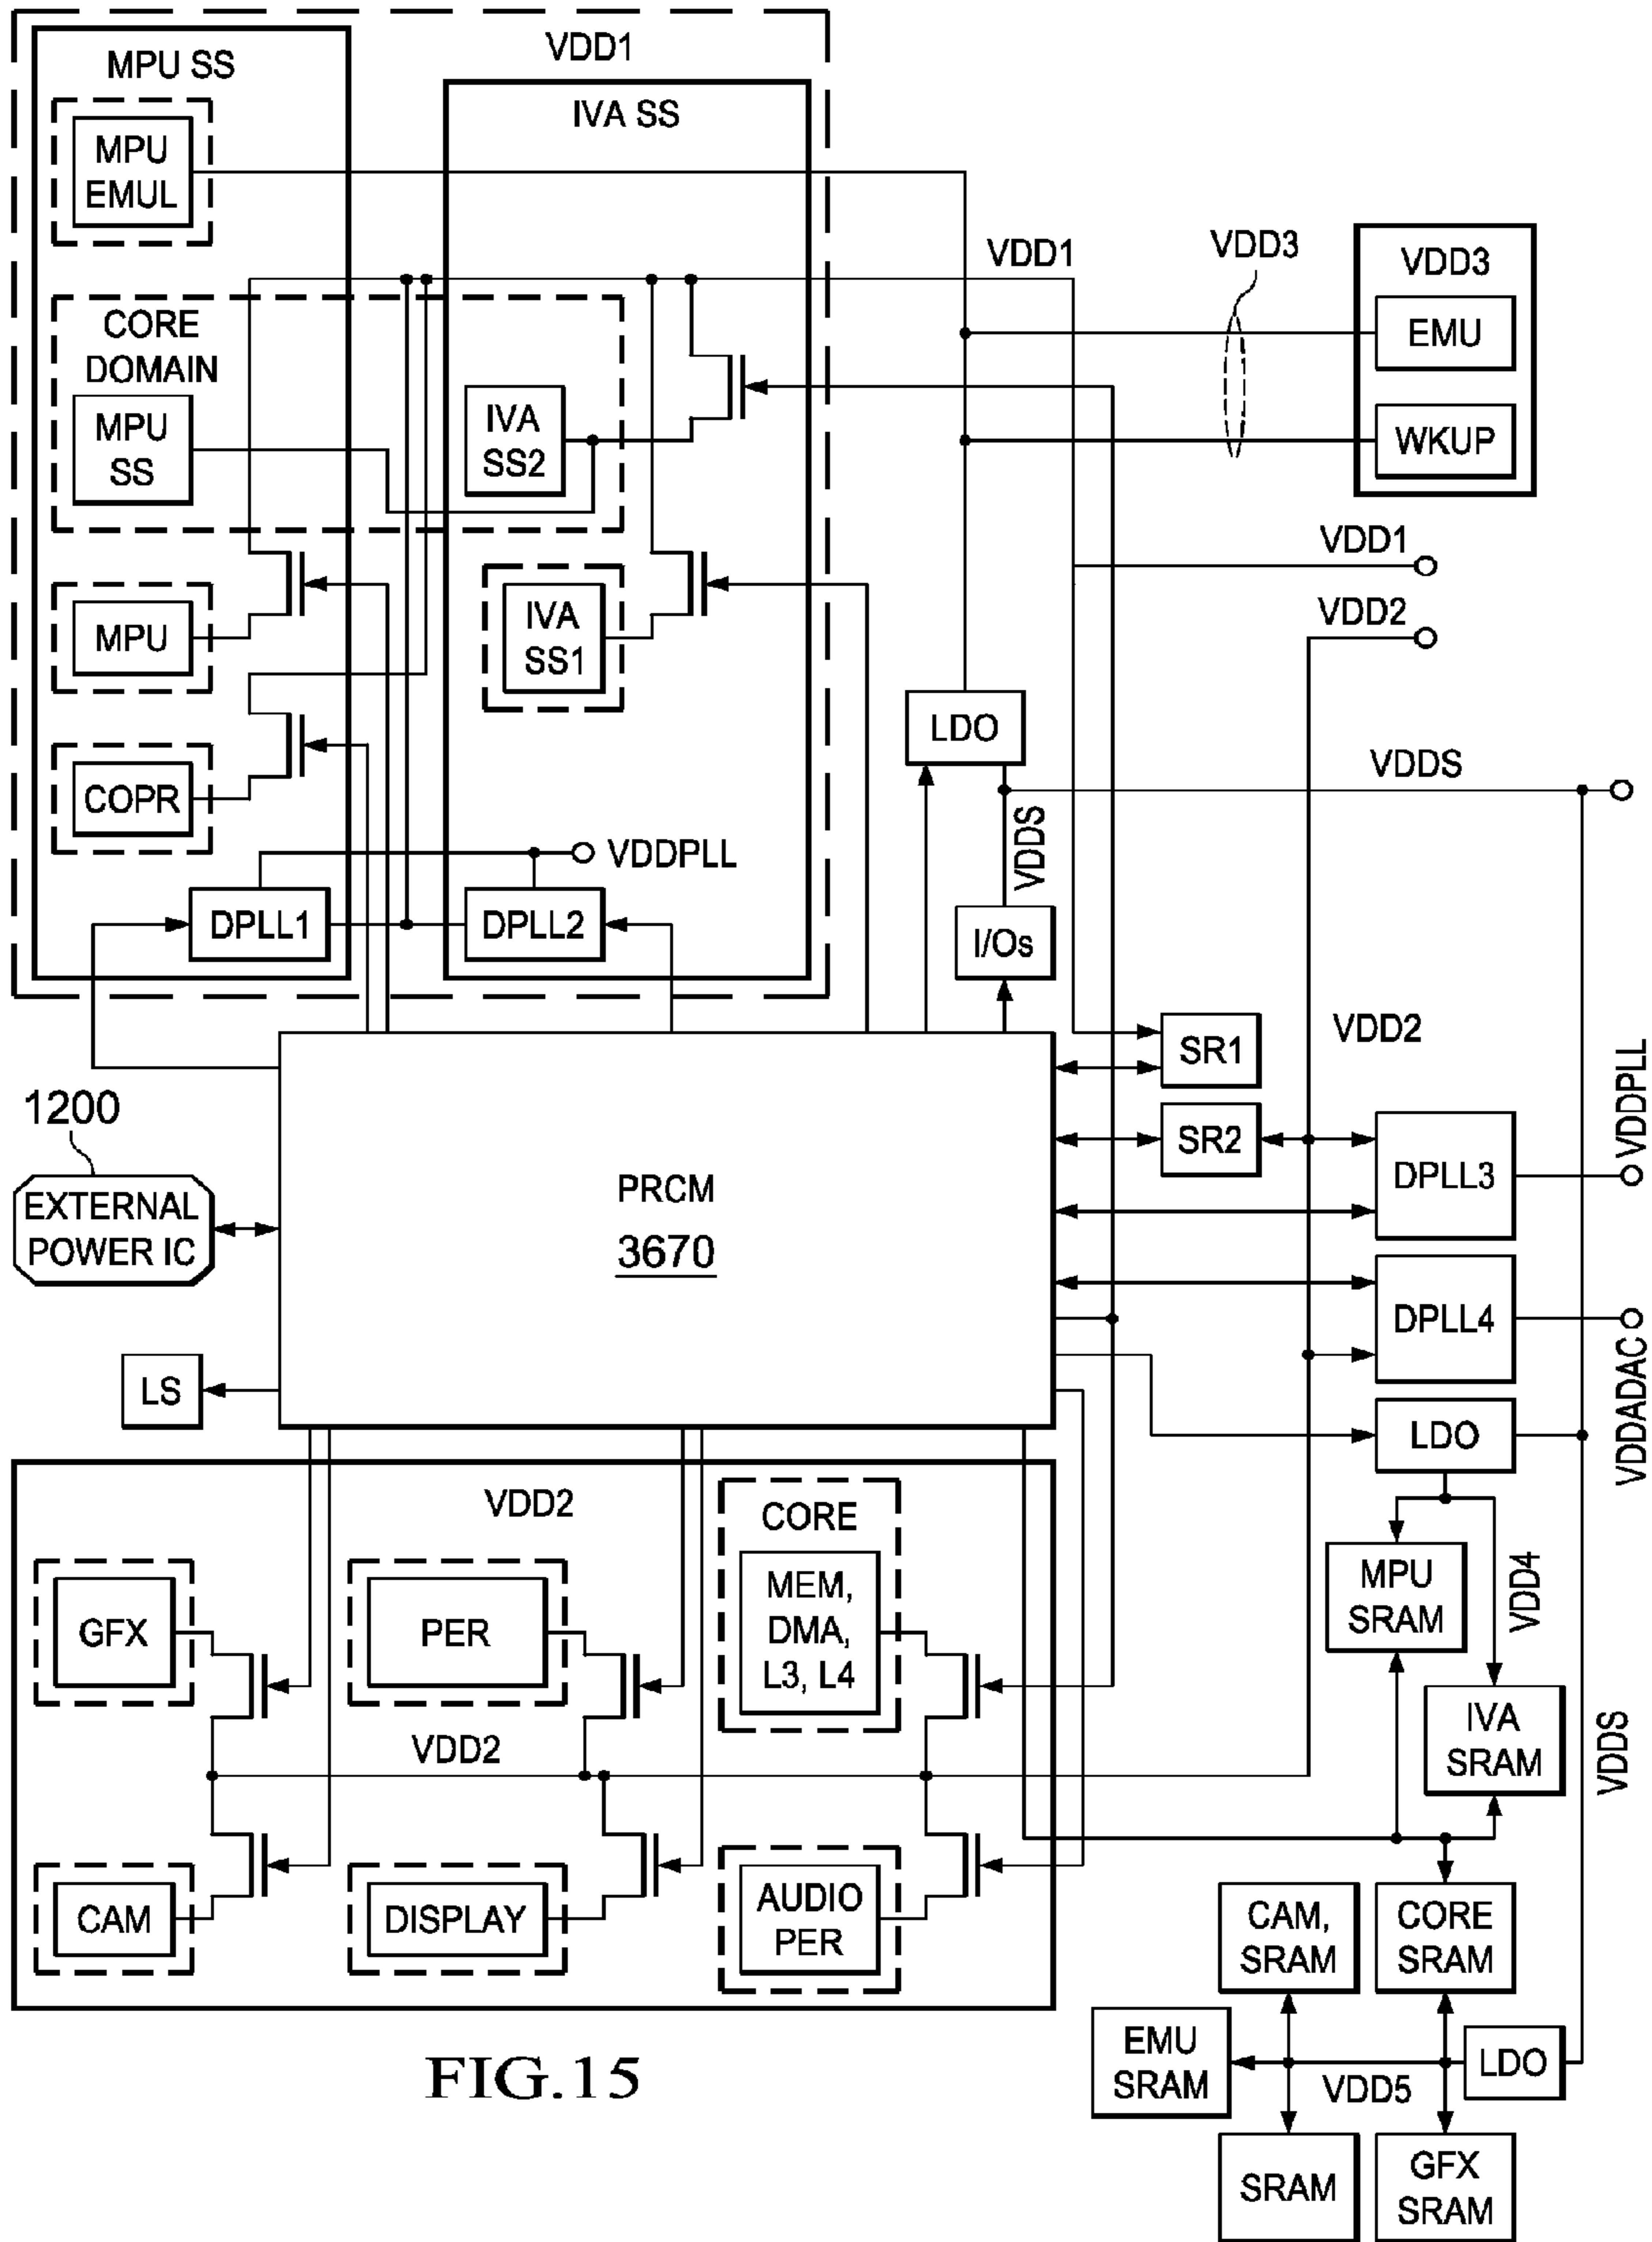 MPU SS
VDD1
IVA SS
MPU
EMUL
VDD1
VDD3
VDD3
EMU
WKUP
CORE
DOMAIN
MPU
SS
IVA
SS2
VDD1
VDD2
MPU
IVA
SS1
LDO
VDDS
COPR
VDDS
VDDPLL
DPLL1
DPLL2
I/Os
SR1
VDD2
VDDPLL
1200
SR2
EXTERNAL
POWER IC
PRCM
3670
DPLL3
DPLL4
VDDADAC
LS
LDO
VDD2
CORE
MEM,
DMA,
L3, L4
GFX
PER
MPU
SRAM
VDD4
VDD2
IVA
SRAM
VDDS
CAM
DISPLAY
AUDIO
PER
CAM,
SRAM
CORE
SRAM
EMU
SRAM
LDO
VDD5
SRAM
GFX
SRAM
FIG.15